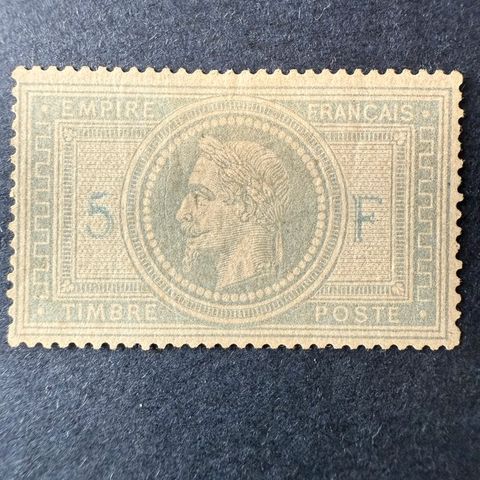 EMPIRE FRANCAIS
5 F
TIMBRE POSTE